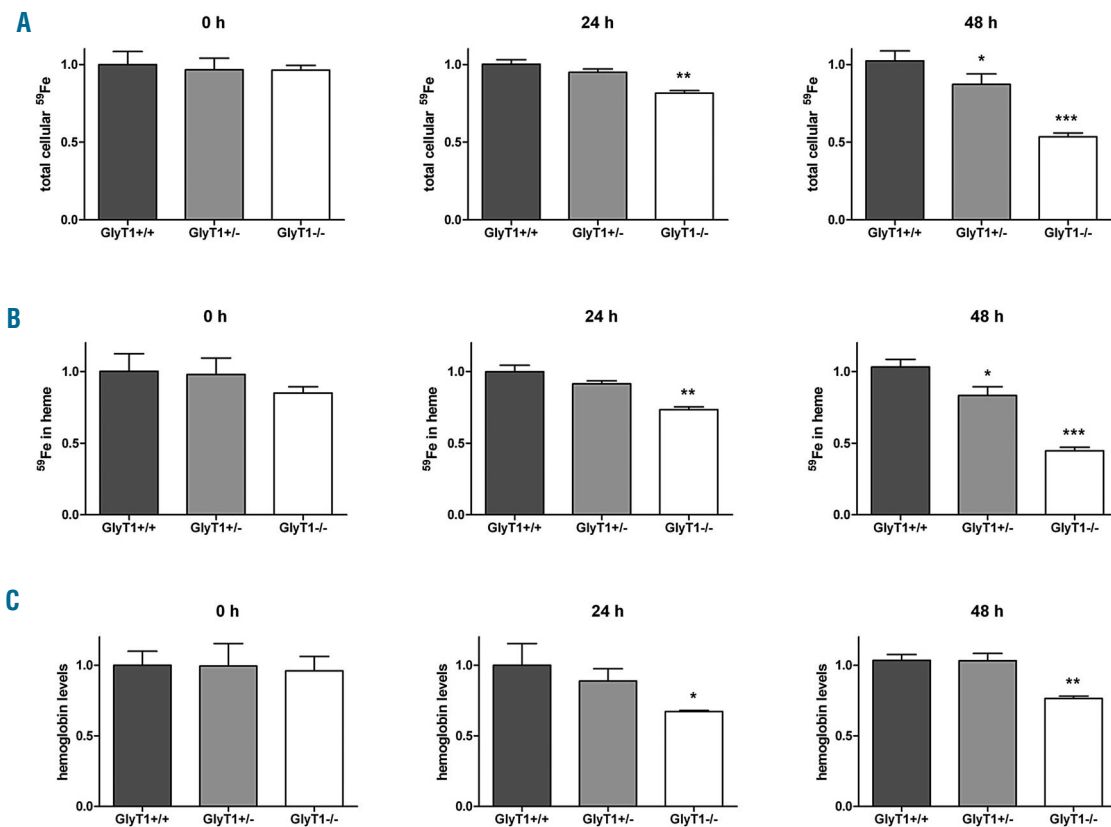 A
0 h
24 h
48 h
total cellular ⁵⁹Fe
1.0
0.5
0.0
GlyT1+/+ GlyT1+/- GlyT1-/-
total cellular ⁵⁹Fe
1.0
0.5
0.0
**
GlyT1+/+ GlyT1+/- GlyT1-/-
total cellular ⁵⁹Fe
1.0
0.5
0.0
*
***
GlyT1+/+ GlyT1+/- GlyT1-/-
B
0 h
24 h
48 h
⁵⁹Fe in heme
1.0
0.5
0.0
GlyT1+/+ GlyT1+/- GlyT1-/-
⁵⁹Fe in heme
1.0
0.5
0.0
**
GlyT1+/+ GlyT1+/- GlyT1-/-
⁵⁹Fe in heme
1.0
0.5
0.0
*
***
GlyT1+/+ GlyT1+/- GlyT1-/-
C
0 h
24 h
48 h
hemoglobin levels
1.0
0.5
0.0
GlyT1+/+ GlyT1+/- GlyT1-/-
hemoglobin levels
1.0
0.5
0.0
*
GlyT1+/+ GlyT1+/- GlyT1-/-
hemoglobin levels
1.0
0.5
0.0
**
GlyT1+/+ GlyT1+/- GlyT1-/-